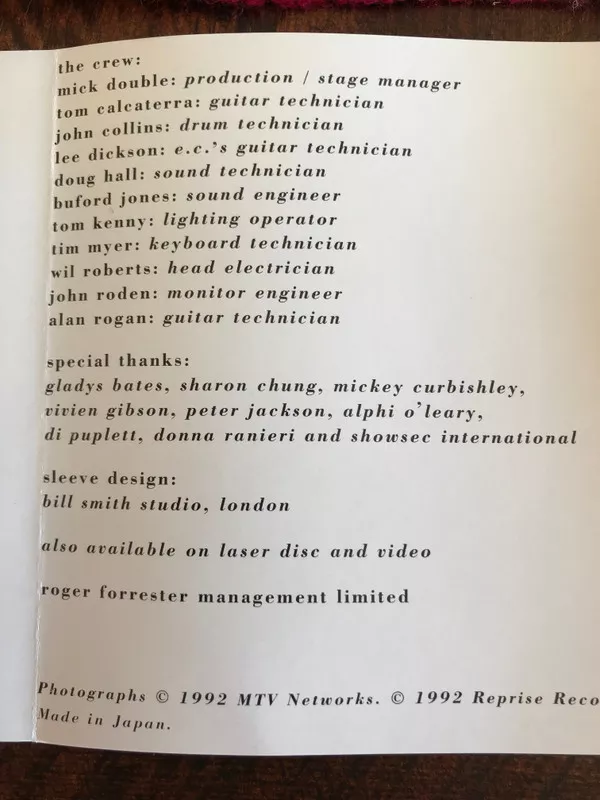 the crew:
mick double: production / stage manager
tom calcaterra: guitar technician
john collins: drum technician
lee dickson: e.c.'s guitar technician
doug hall: sound technician
buford jones: sound engineer
tom kenny: lighting operator
tim myer: keyboard technician
wil roberts: head electrician
john roden: monitor engineer
alan rogan: guitar technician
special thanks:
gladys bates, sharon chung, mickey curbishley,
vivien gibson, peter jackson, alphi o'leary,
di puplett, donna ranieri and showsec international
sleeve design:
bill smith studio, london
also available on laser disc and video
roger forrester management limited
Photographs © 1992 MTV Networks. © 1992 Reprise Reco
Made in Japan.